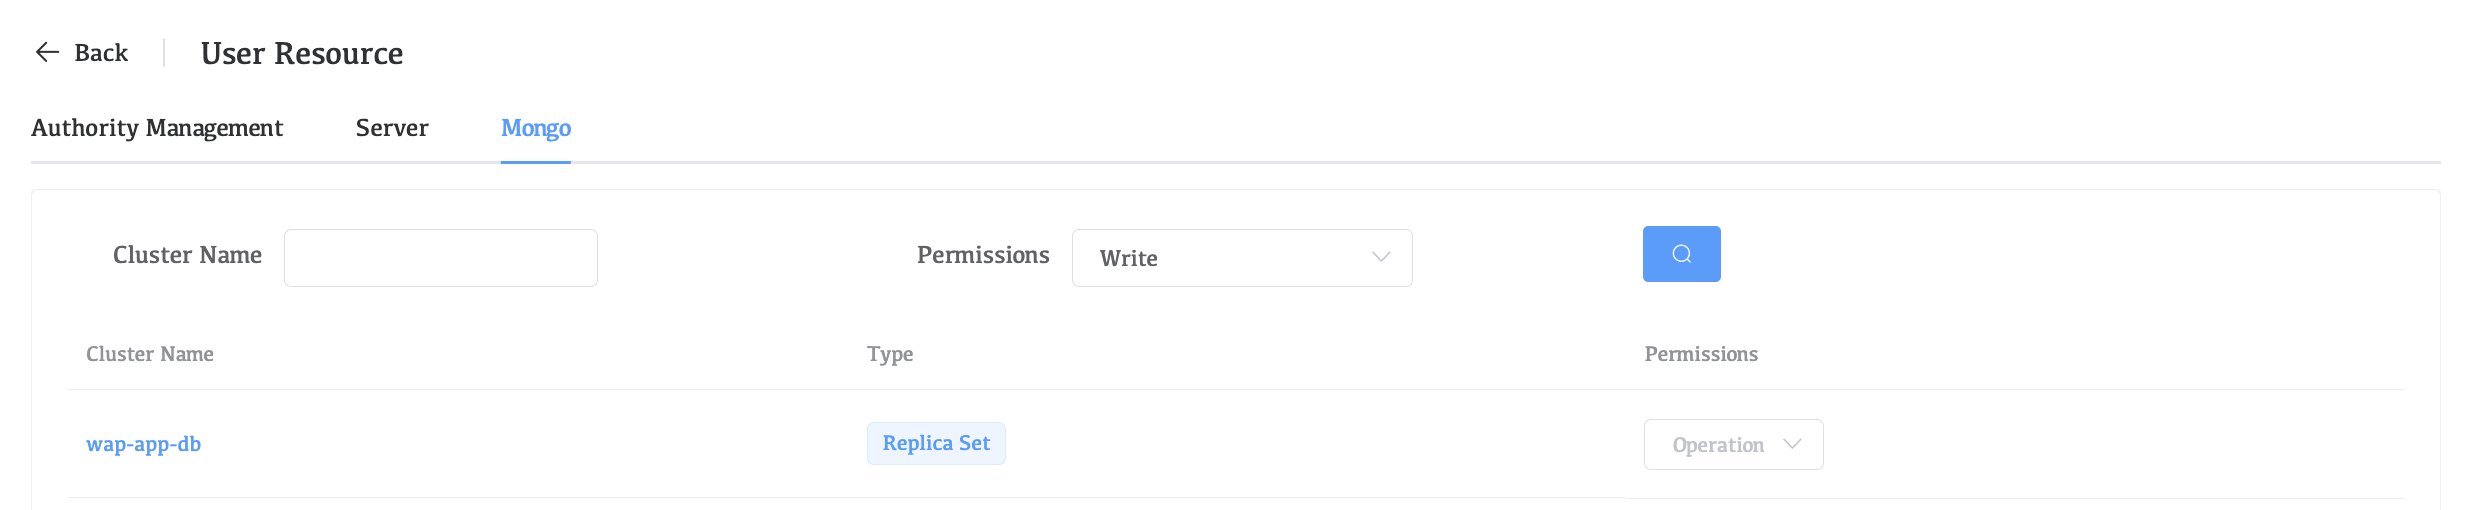 Back User Resource
Authority Management Server Mongo
Cluster Name Permissions Write
Cluster Name Type Permissions
wap-app-db Replica Set Operation